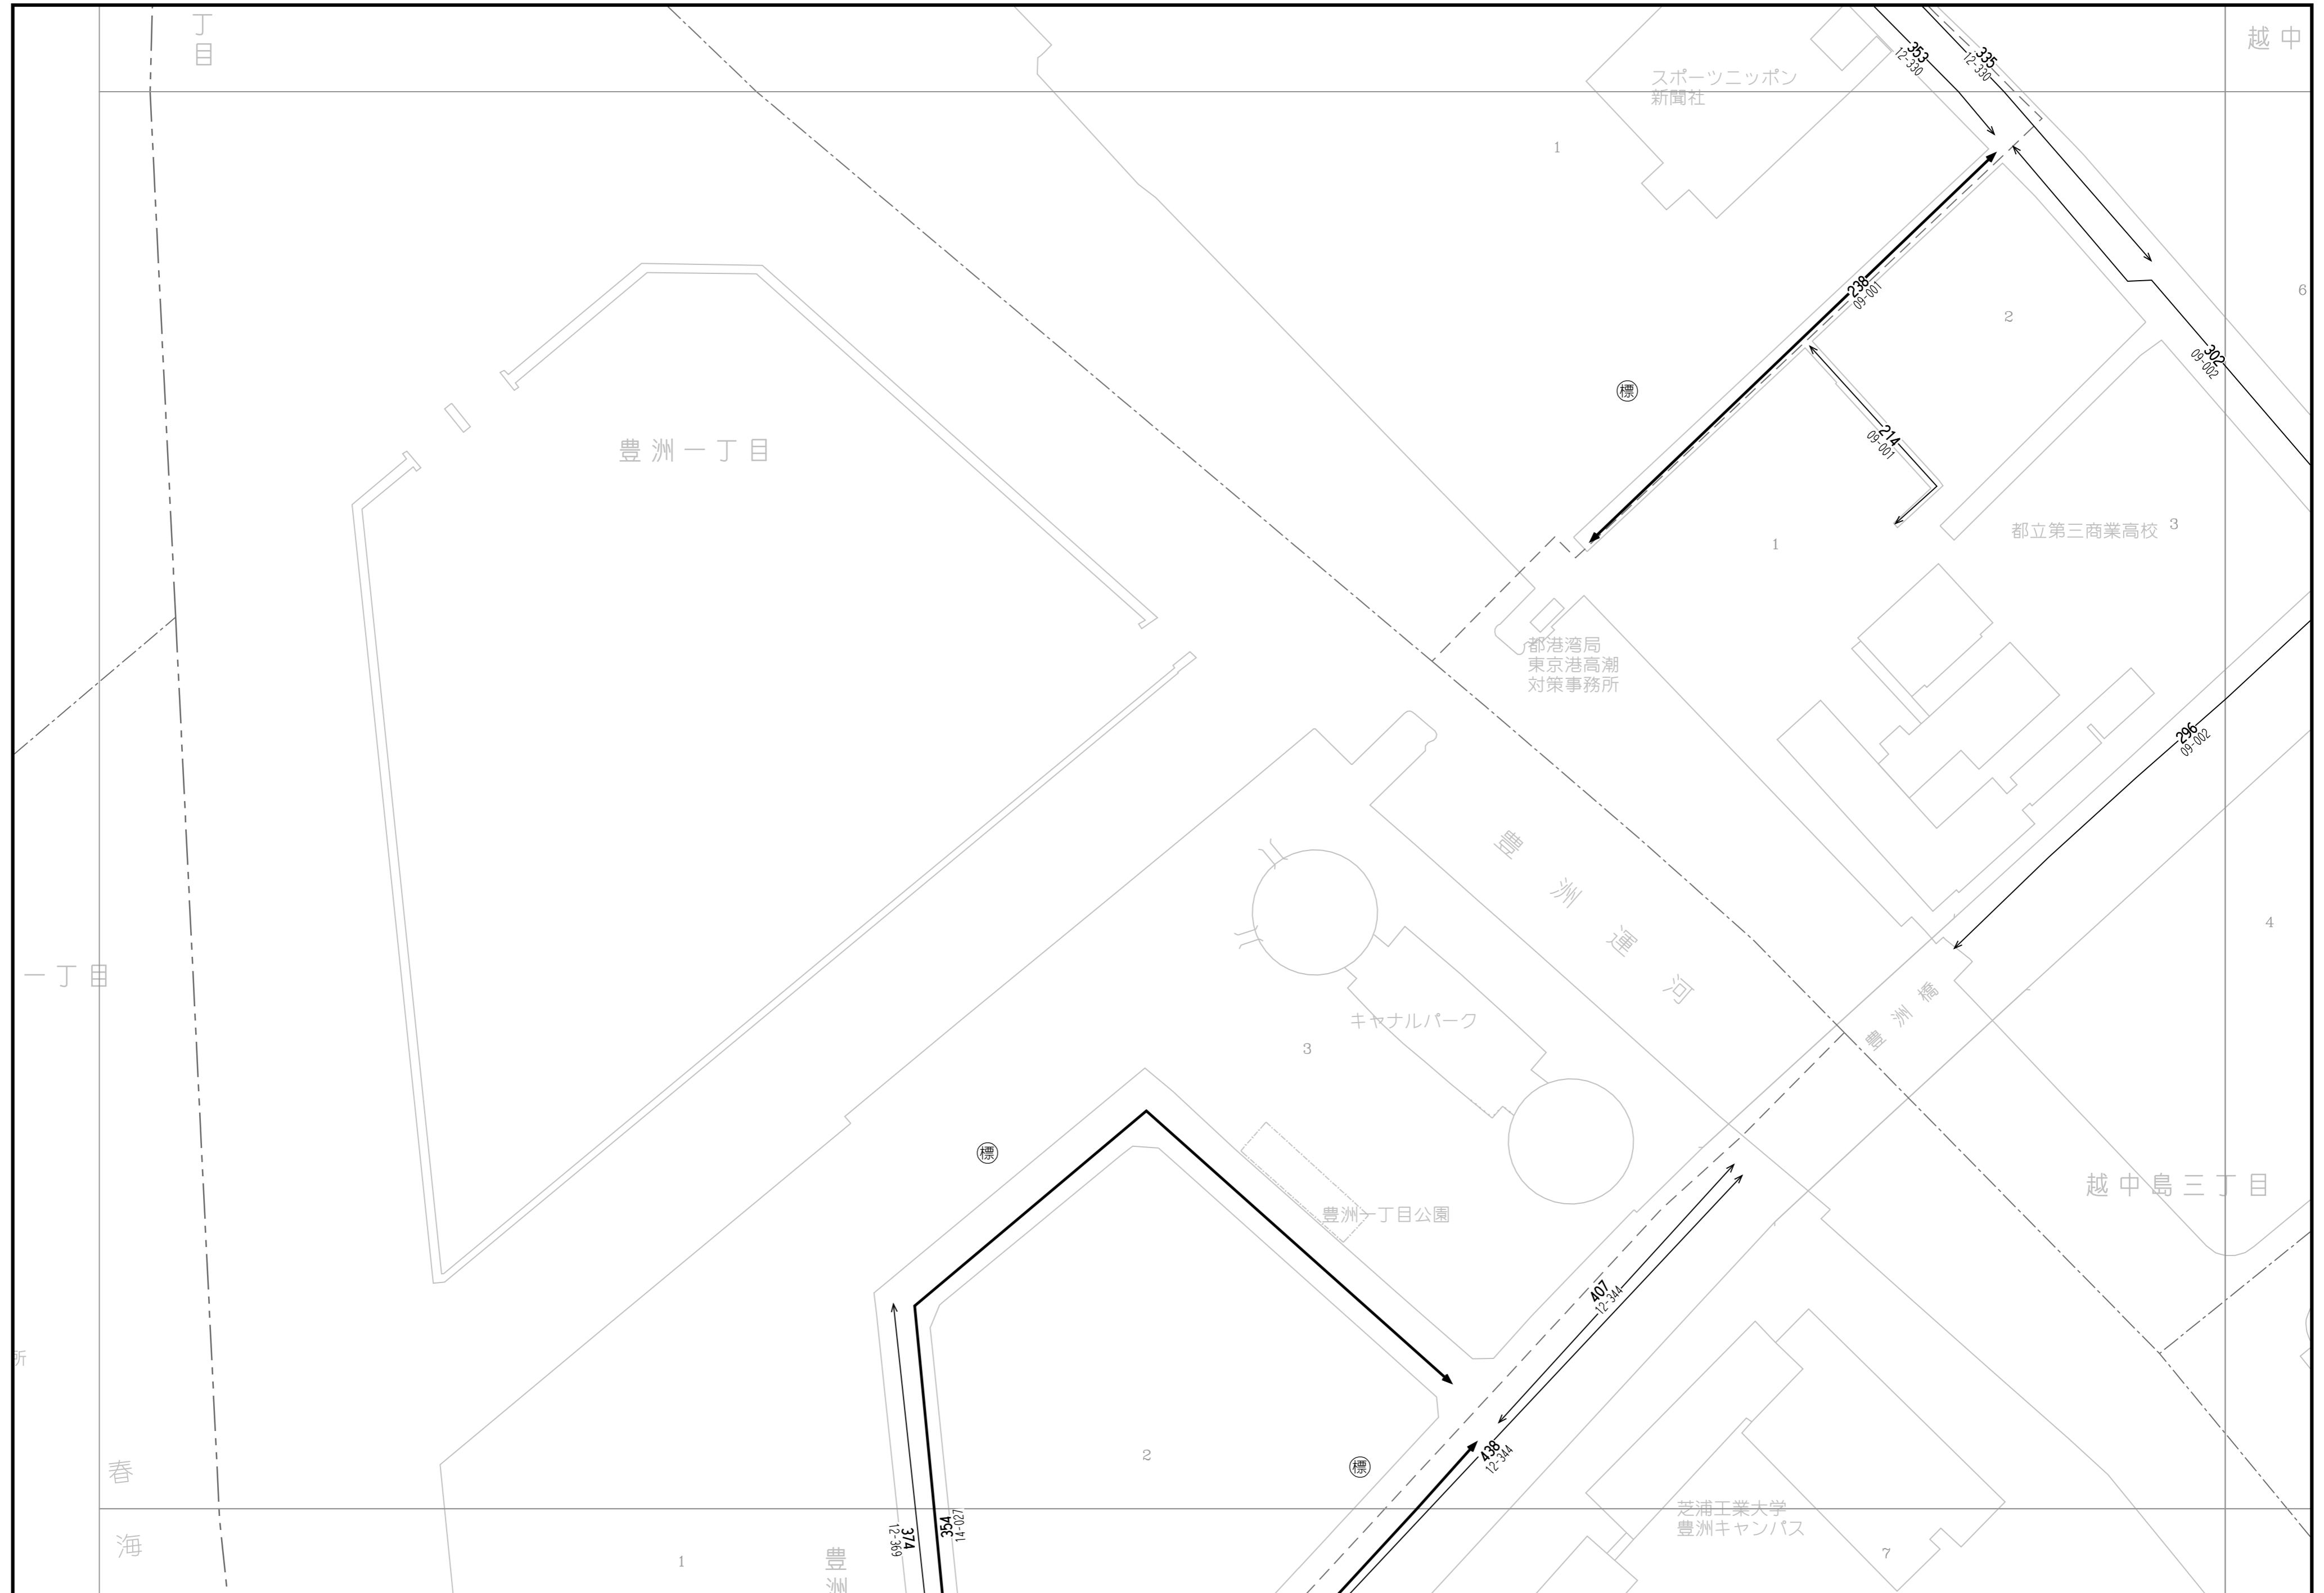 丁目
越中
353
12-330
335
12-330
スポーツニッポン
新聞社
1
238
09-001
6
2
302
09-002
標
豊洲一丁目
214
09-001
都立第三商業高校
3
1
都港湾局
東京港高潮
対策事務所
296
09-002
豊洲運河
4
一丁目
豊洲橋
キャナルパーク
3
標
越中島三丁目
豊洲一丁目公園
407
12-344
所
2
438
12-344
標
春海
芝浦工業大学
豊洲キャンパス
374
12-369
354
14-027
1
豊洲
7